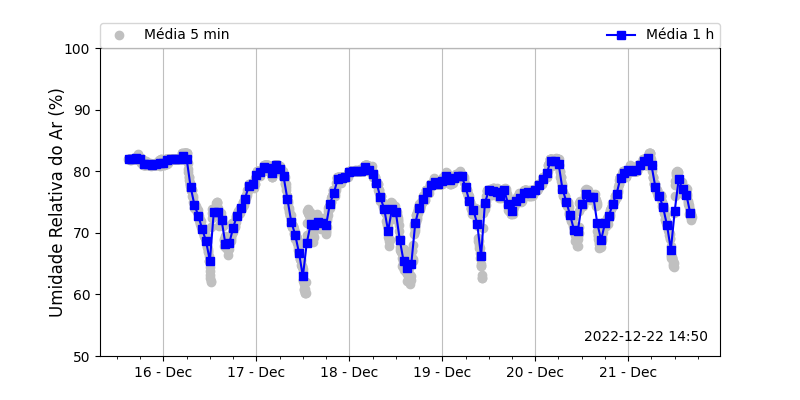 Média 5 min
Média 1 h
Umidade Relativa do Ar (%)
100
90
80
70
60
50
2022-12-22 14:50
16 - Dec
17 - Dec
18 - Dec
19 - Dec
20 - Dec
21 - Dec